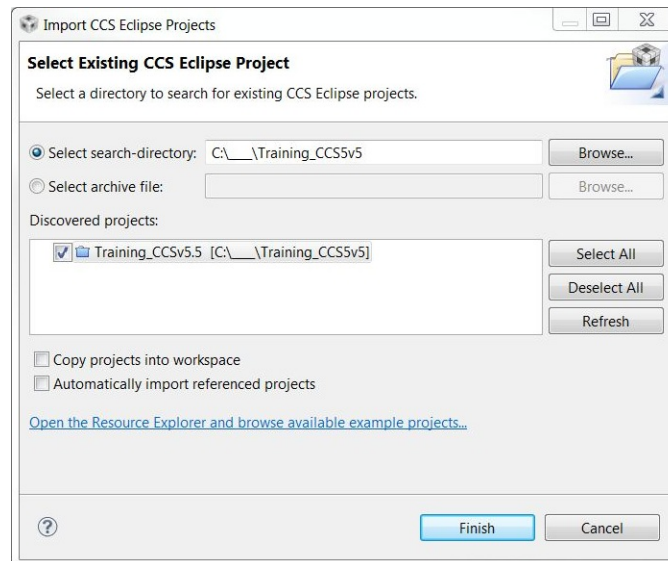 Import CCS Eclipse Projects
Select Existing CCS Eclipse Project
Select a directory to search for existing CCS Eclipse projects.
Select search-directory: C:\___\Training_CCS5v5 Browse...
Select archive file: Browse...
Discovered projects:
Training_CCSv5.5 [C:\___\Training_CCS5v5]
Select All
Deselect All
Refresh
Copy projects into workspace
Automatically import referenced projects
Open the Resource Explorer and browse available example projects...
? Finish Cancel